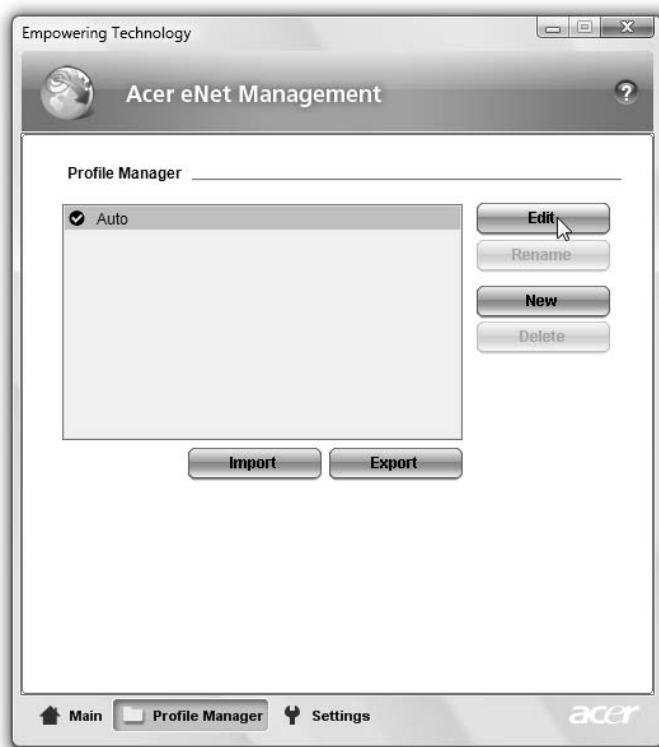 Empowering Technology
Acer eNet Management
?
Profile Manager
Auto
Edit
Rename
New
Delete
Import Export
Main Profile Manager Settings
acer